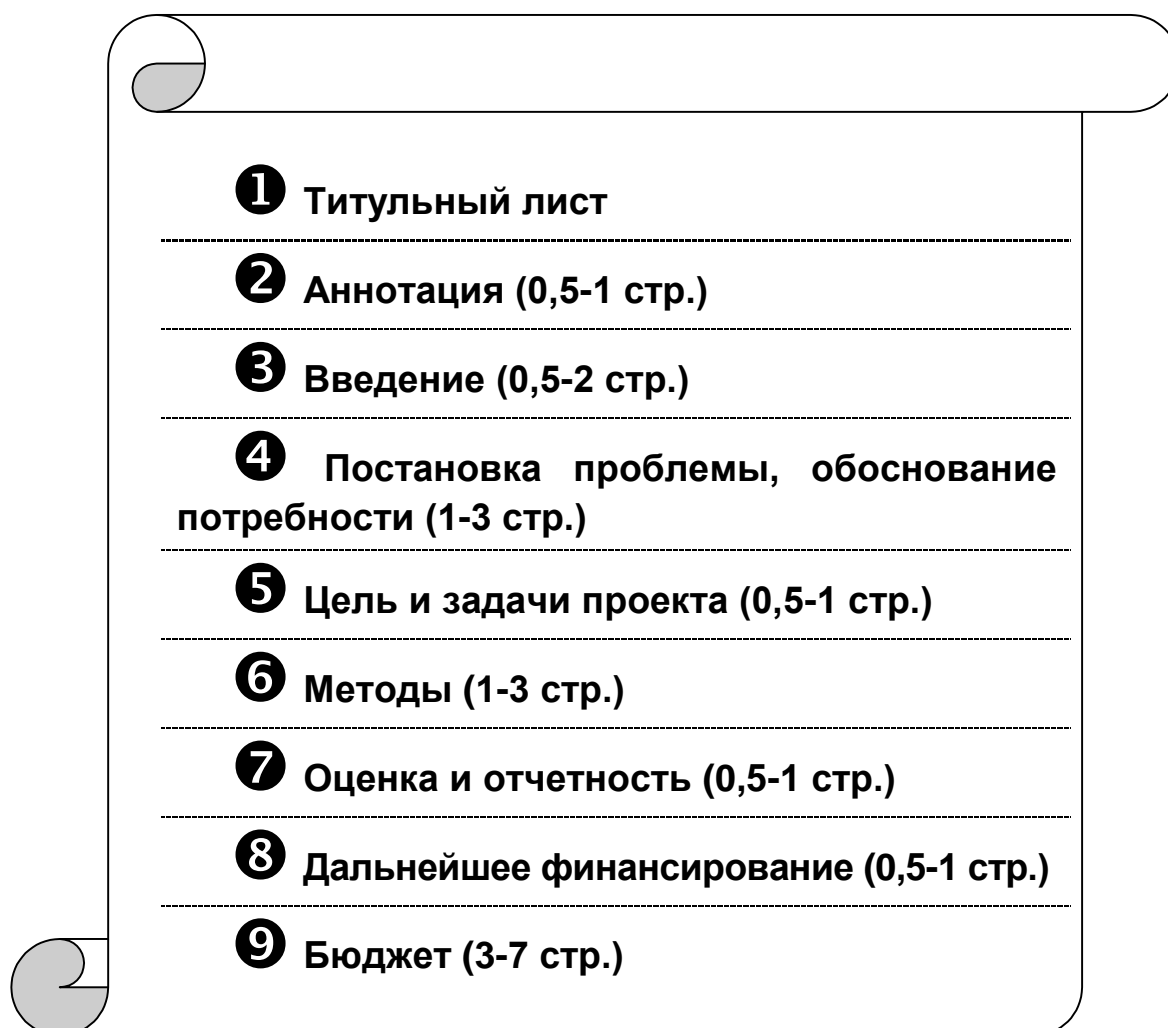 ❶ Титульный лист
❷ Аннотация (0,5-1 стр.)
❸ Введение (0,5-2 стр.)
❹ Постановка проблемы, обоснование
потребности (1-3 стр.)
❺ Цель и задачи проекта (0,5-1 стр.)
❻ Методы (1-3 стр.)
❼ Оценка и отчетность (0,5-1 стр.)
❽ Дальнейшее финансирование (0,5-1 стр.)
❾ Бюджет (3-7 стр.)